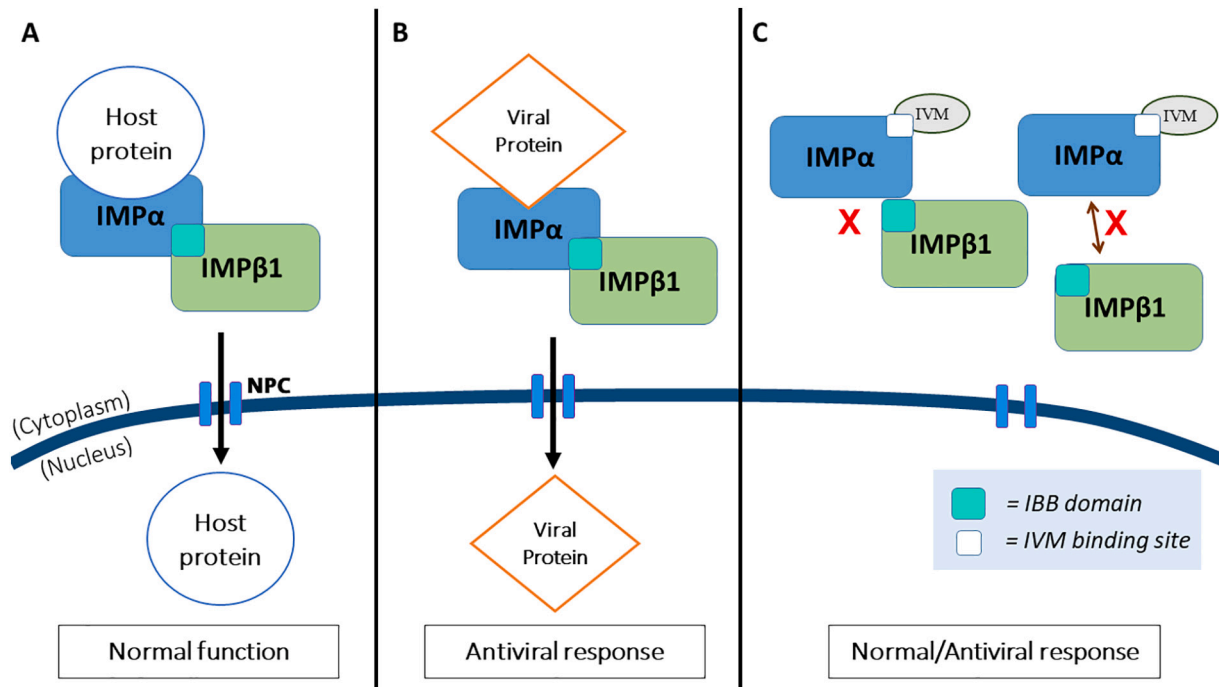 A
Host
protein
IMPα
IMPβ1
NPC
(Cytoplasm)
(Nucleus)
Host
protein
Normal function
B
Viral
Protein
IMPα
IMPβ1
Viral
Protein
Antiviral response
C
IVM
IMPα
X
IMPβ1
IVM
IMPα
X
IMPβ1
= IBB domain
= IVM binding site
Normal/Antiviral response